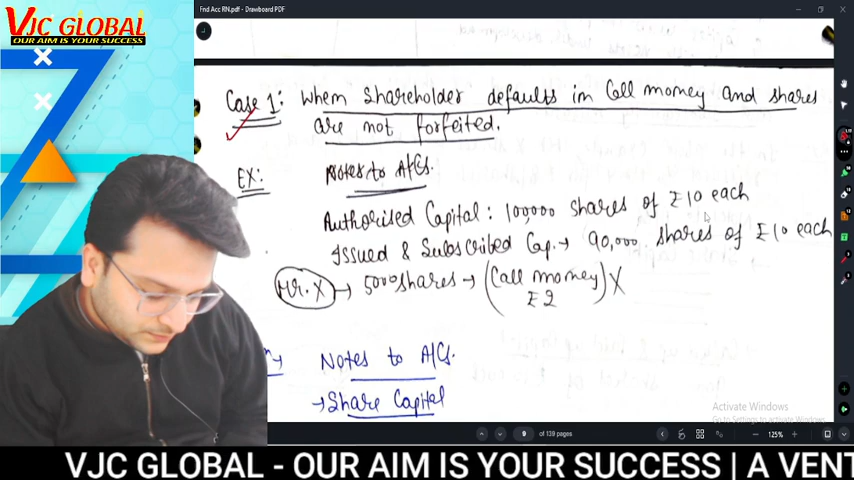 VJC GLOBAL
OUR AIM IS YOUR SUCCESS
Fnd Acc RN.pdf - Drawboard PDF
Case 1: When Shareholder defaults in Call money and shares
are not forfeited.
EX: Notes to A/Cs.
Authorised Capital: 100,000 shares of ₹10 each
Issued & Subscribed Cap. → 90,000 shares of ₹10 each
Mr. X → 5000 shares → (Call money ₹2) X
Notes to A/Cs.
→ Share Capital
Activate Windows
Go to Settings to activate Windows.
9 of 139 pages
125%
VJC GLOBAL - OUR AIM IS YOUR SUCCESS | A VENT